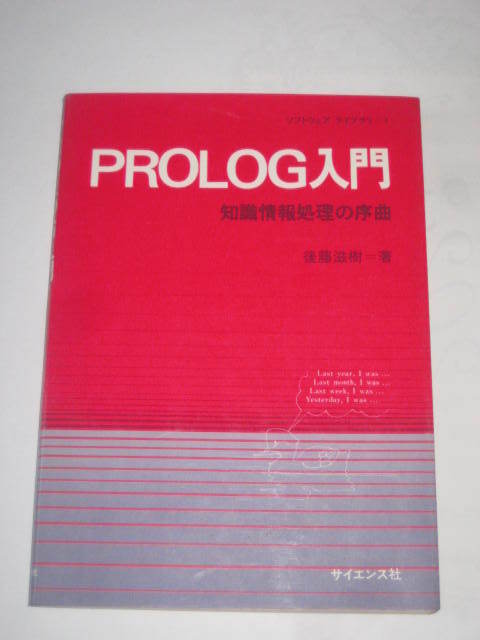 ソフトウェア ライブラリ-1
PROLOG入門
知識情報処理の序曲
後藤滋樹=著
Last year, I was ...
Lost month, I was ...
Last week, I was ...
Yesterday, I was ...
サイエンス社